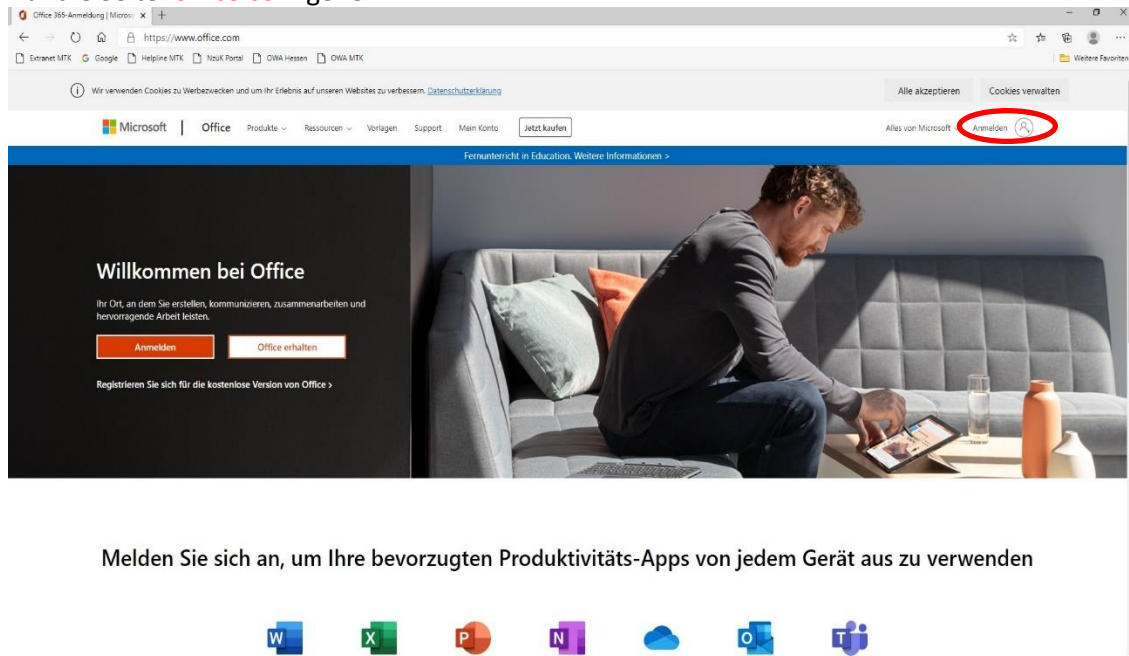 Office 365-Anmeldung | Micros
https://www.office.com
Extranet MTK Google Helpline MTK NzuK Portal OWA Hessen OWA MTK Weitere Favoriten
Wir verwenden Cookies zu Werbezwecken und um Ihr Erlebnis auf unseren Websites zu verbessern. Datenschutzerklärung Alle akzeptieren Cookies verwalten
Microsoft Office Produkte Ressourcen Vorlagen Support Mein Konto Jetzt kaufen Alles von Microsoft Anmelden
Fernunterricht in Education. Weitere Informationen >
Willkommen bei Office
Ihr Ort, an dem Sie erstellen, kommunizieren, zusammenarbeiten und
hervorragende Arbeit leisten.
Anmelden Office erhalten
Registrieren Sie sich für die kostenlose Version von Office >
Melden Sie sich an, um Ihre bevorzugten Produktivitäts-Apps von jedem Gerät aus zu verwenden
W X P N O T